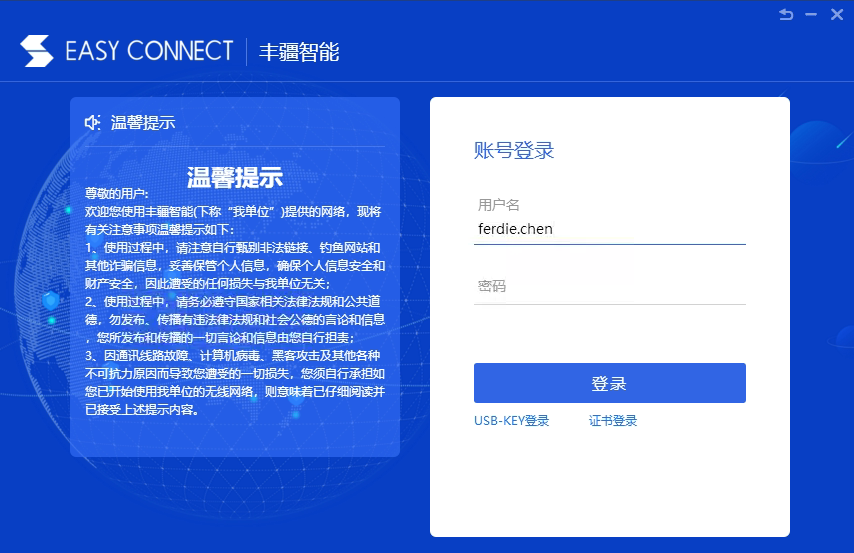 EASY CONNECT 丰疆智能
温馨提示
温馨提示
尊敬的用户:
欢迎您使用丰疆智能(下称“我单位”)提供的网络，现将
有关注意事项温馨提示如下：
1、使用过程中，请注意自行甄别非法链接、钓鱼网站和
其他诈骗信息，妥善保管个人信息，确保个人信息安全和
财产安全，因此遭受的任何损失与我单位无关；
2、使用过程中，请务必遵守国家相关法律法规和公共道
德，勿发布、传播有违法律法规和社会公德的言论和信息
，您所发布和传播的一切言论和信息由您自行担责；
3、因通讯线路故障、计算机病毒、黑客攻击及其他各种
不可抗力原因而导致您遭受的一切损失，您须自行承担如
您已开始使用我单位的无线网络，则意味着已仔细阅读并
已接受上述提示内容。
账号登录
用户名
ferdie.chen
密码
登录
USB-KEY登录 证书登录